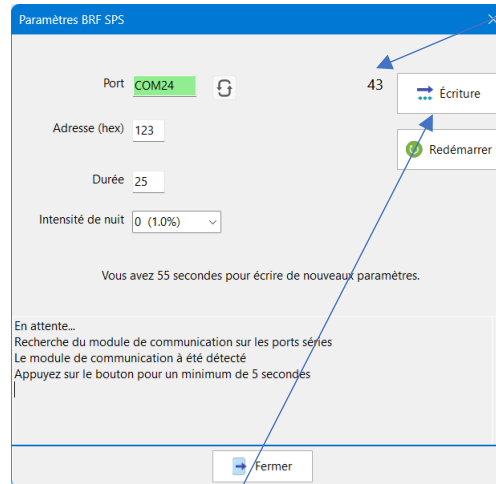 Paramètres BRF SPS
Port COM24 43 Écriture
Adresse (hex) 123 Redémarrer
Durée 25
Intensité de nuit 0 (1.0%)
Vous avez 55 secondes pour écrire de nouveaux paramètres.
En attente...
Recherche du module de communication sur les ports séries
Le module de communication à été détecté
Appuyez sur le bouton pour un minimum de 5 secondes
Fermer